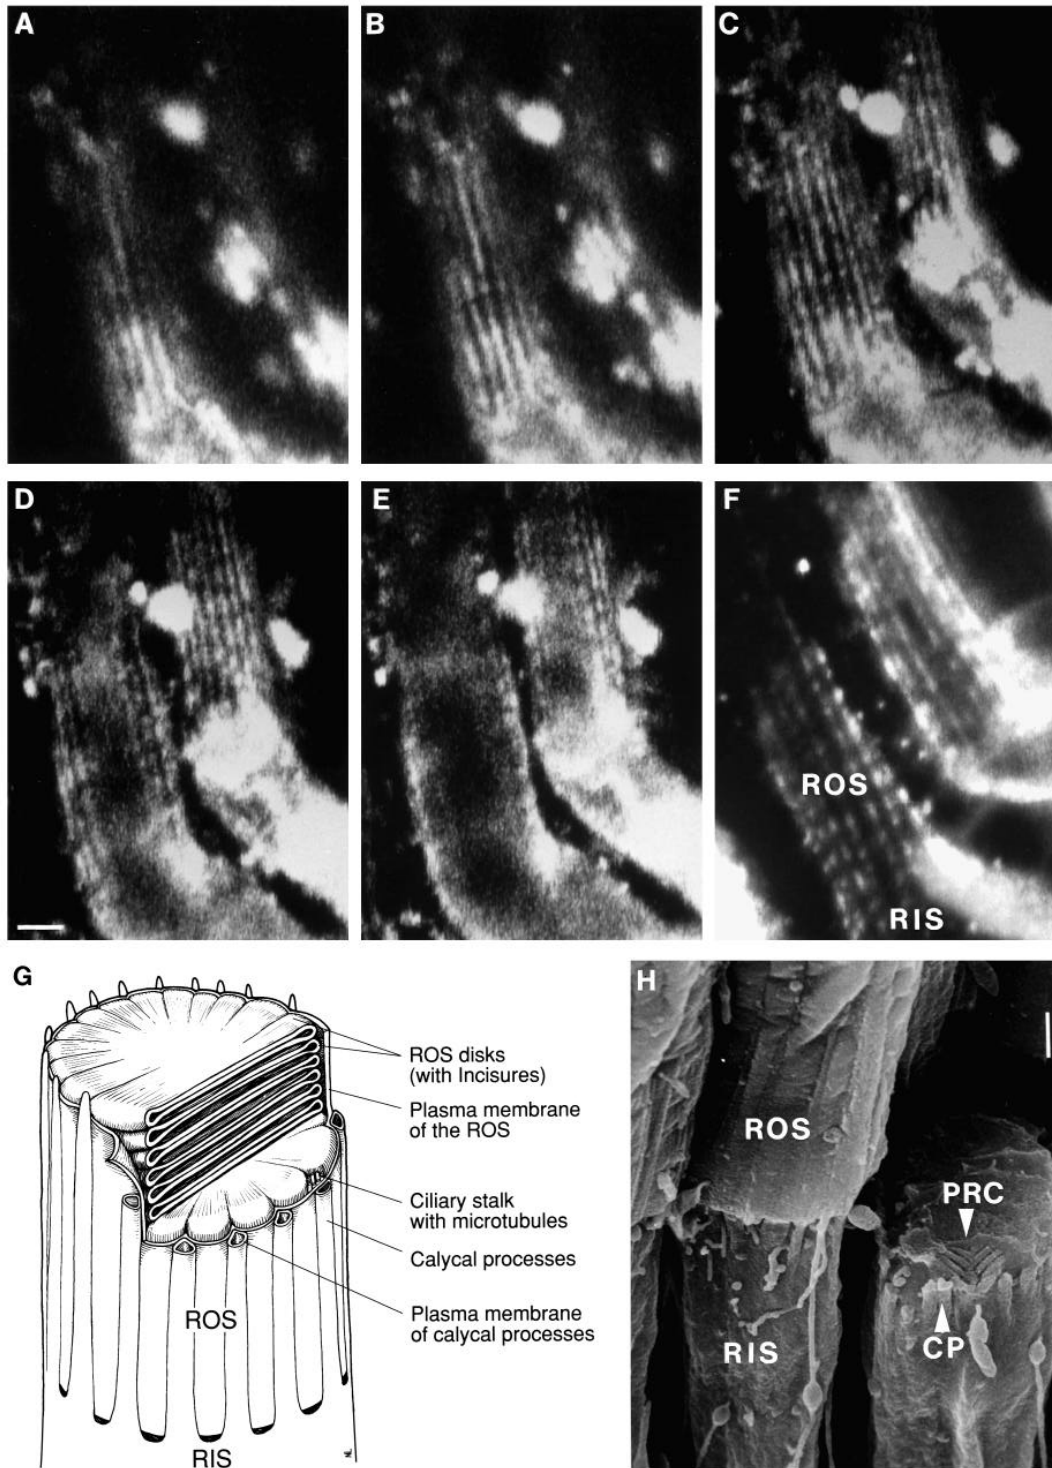 A
B
C
D
E
F
ROS
RIS
G
ROS disks
(with Incisures)
Plasma membrane
of the ROS
Ciliary stalk
with microtubules
Calycal processes
Plasma membrane
of calycal processes
ROS
RIS
H
ROS
PRC
RIS
CP